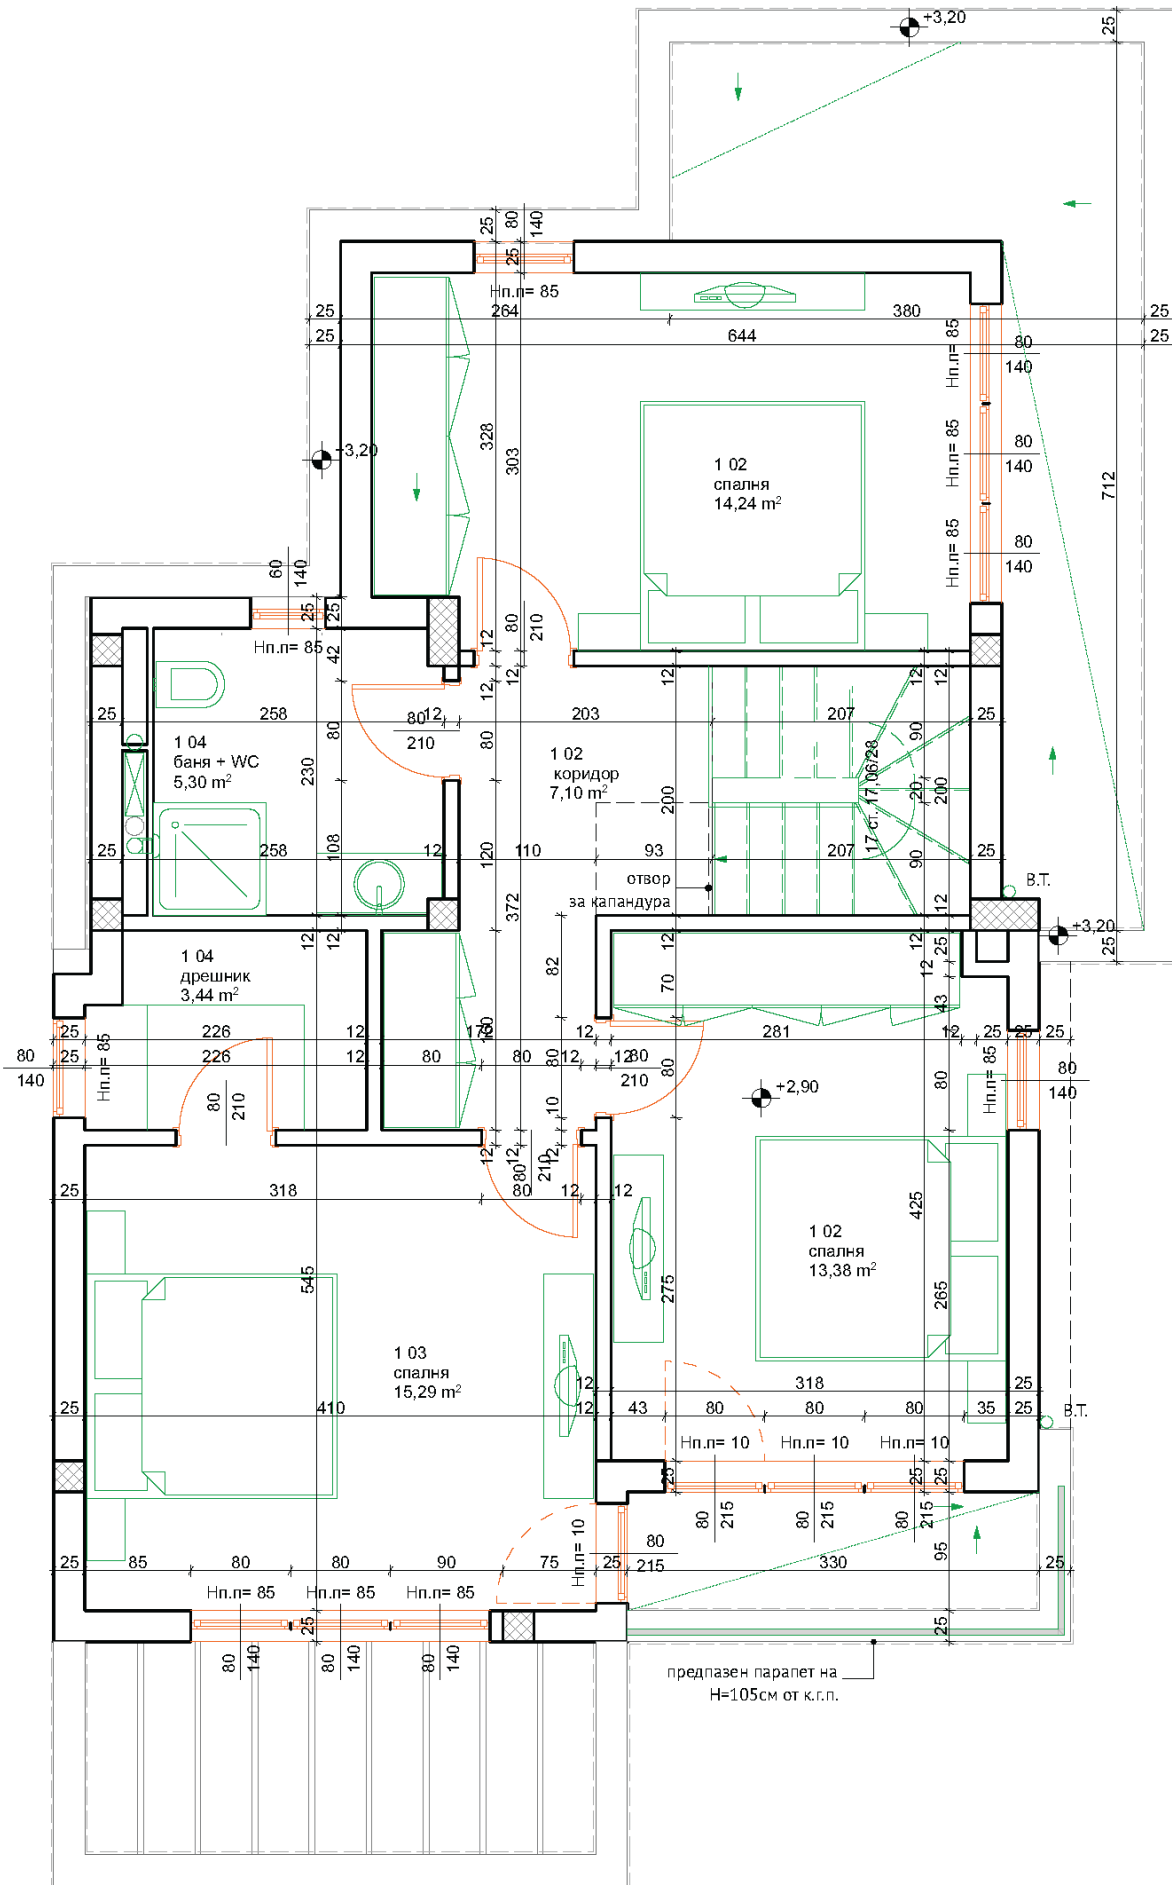 +3,20
25
25 80 140
25
Нп.п= 85
25 264 380 25
25 644 25
Нп.п= 85 80 140
328 303
+3,20
Нп.п= 85 80 140
1 02
спалня
14,24 m²
712
Нп.п= 85 80 140
60 140
25 25
Нп.п= 85
42
12 80 210
12 12 12 12 12
25 258 12 203 207 25
80 210
80 230 80 90
1 04
баня + WC
5,30 m²
1 02
коридор
7,10 m²
17 ст. 17,06/28
200 20 200
25 258 12 110 93 207 25
108 120 90
отвор
за капандура
В.Т.
372
12
+3,20
12 12 12 12 25
25
1 04
дрешник
3,44 m²
82 70 12 43
25 226 12 12 281 12 25 25 25
25 226 12 80 80 12 12 80
210
80 140
Нп.п= 85
80 210
80 80 80
10
Нп.п= 85
80 140
+2,90
12 12 12
80 210
25 318 80 12 12
425
1 02
спалня
13,38 m²
545 275 265
1 03
спалня
15,29 m²
12 318 25
25 410 12 43 80 80 80 35 25
В.Т.
Нп.п= 10 Нп.п= 10 Нп.п= 10
25 25 25
80 215 80 215 80 215
95
Нп.п= 10
80 215
25 85 80 80 90 75 25 330 25
Нп.п= 85 Нп.п= 85 Нп.п= 85
25 25
80 140 80 140 80 140
предпазен парапет на
H=105см от к.г.п.